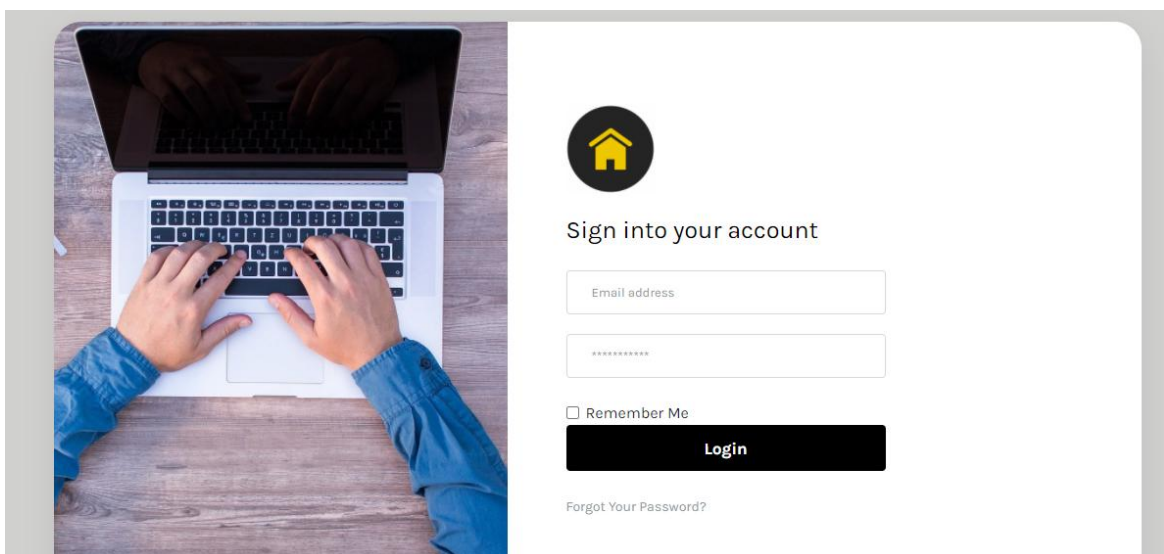 Sign into your account
Email address
***********
Remember Me
Login
Forgot Your Password?